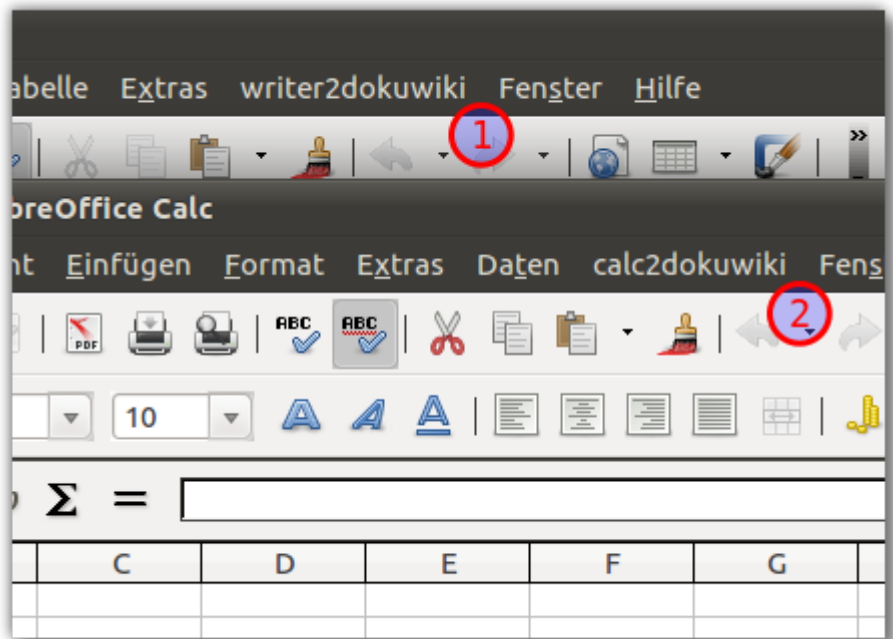 abelle Extras writer2dokuwiki Fenster Hilfe
1
breOffice Calc
nt Einfügen Format Extras Daten calc2dokuwiki Fens
2
PDF ABC ABC
10 A A A
Σ =
C D E F G